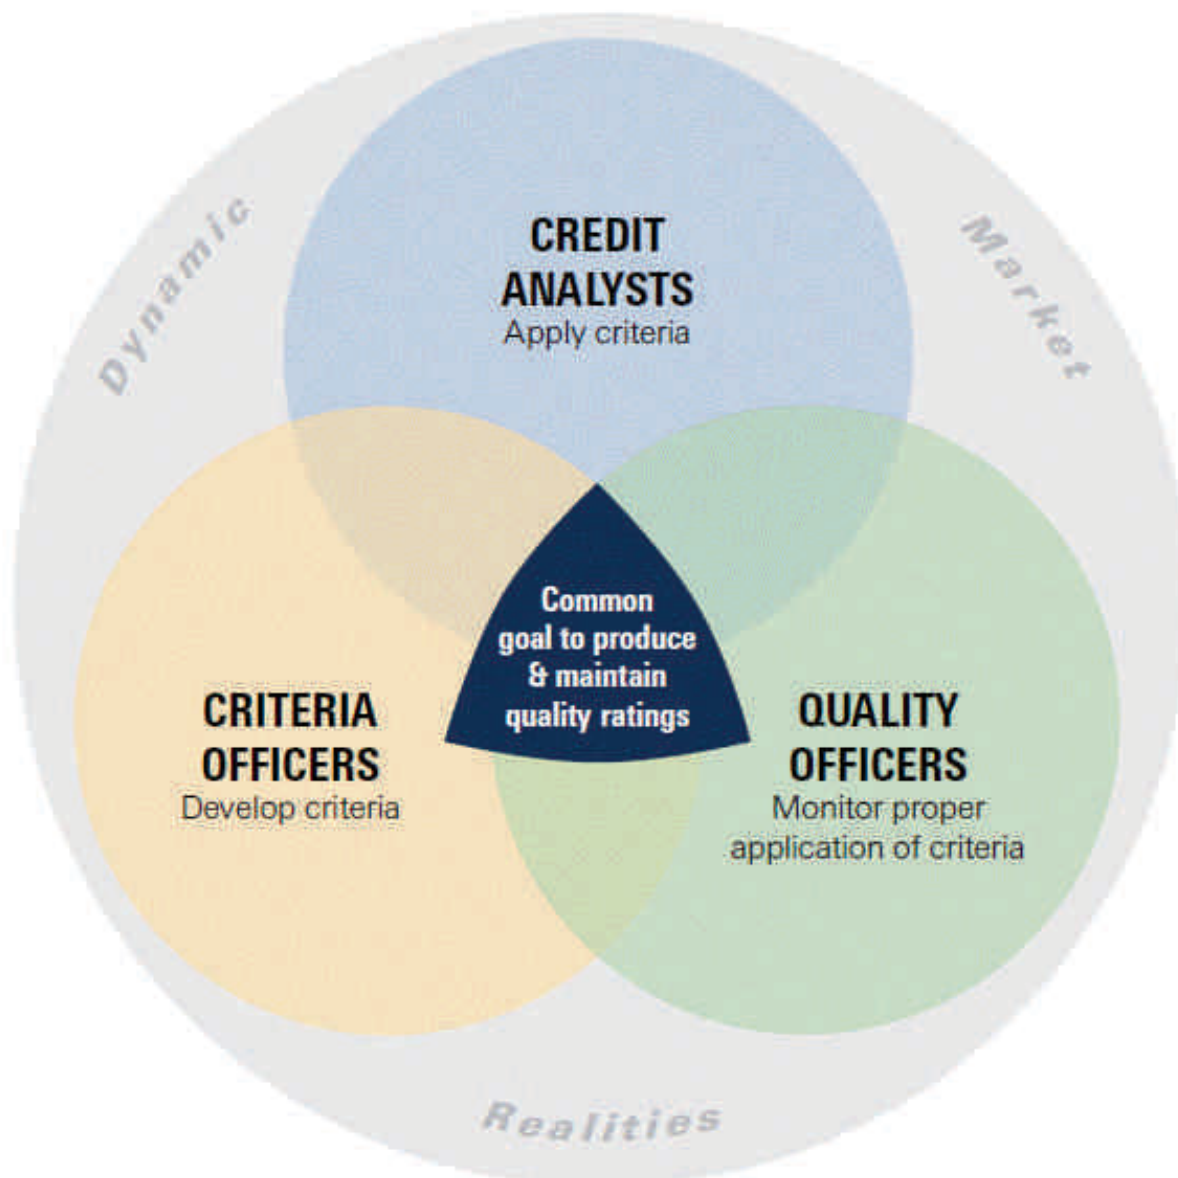 Dynamic
Market
CREDIT
ANALYSTS
Apply criteria
Common
goal to produce
& maintain
quality ratings
CRITERIA
OFFICERS
Develop criteria
QUALITY
OFFICERS
Monitor proper
application of criteria
Realities